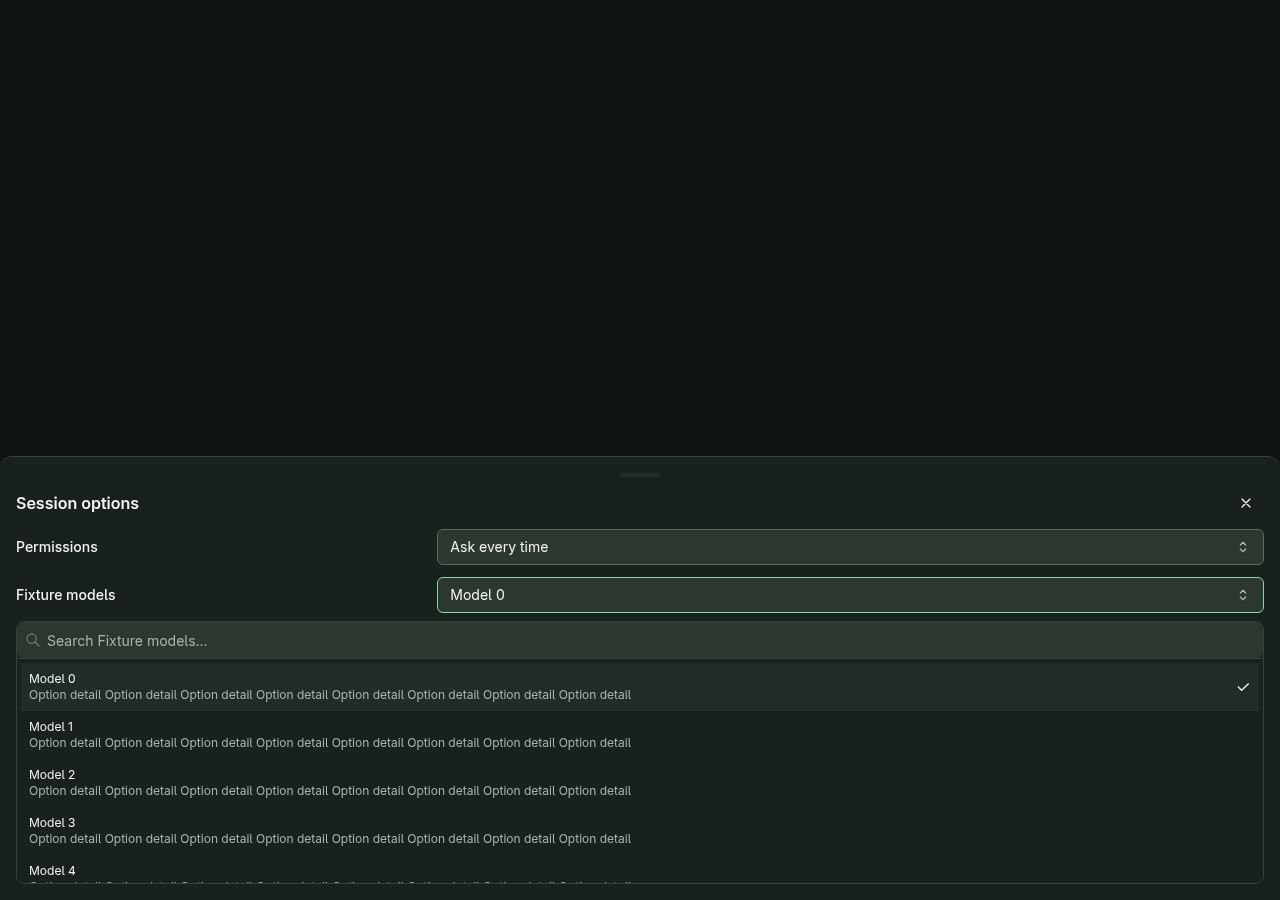 Session options
Permissions
Ask every time
Fixture models
Model 0
Search Fixture models...
Model 0
Option detail Option detail Option detail Option detail Option detail Option detail Option detail Option detail
Model 1
Option detail Option detail Option detail Option detail Option detail Option detail Option detail Option detail
Model 2
Option detail Option detail Option detail Option detail Option detail Option detail Option detail Option detail
Model 3
Option detail Option detail Option detail Option detail Option detail Option detail Option detail Option detail
Model 4